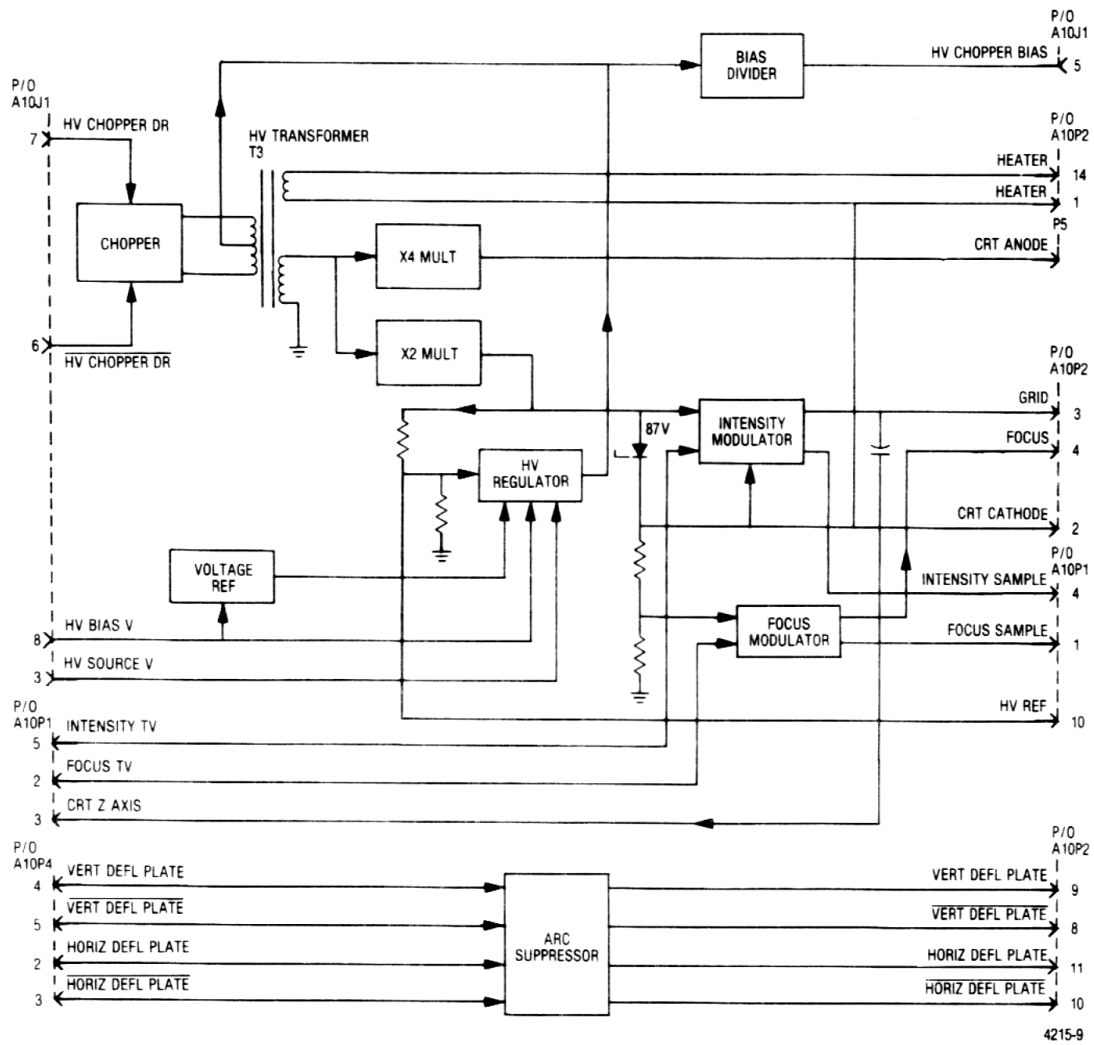 P/O
A10J1
BIAS
DIVIDER
HV CHOPPER BIAS
5
P/O
A10J1
7
HV CHOPPER DR
HV TRANSFORMER
T3
P/O
A10P2
HEATER
14
HEATER
1
P5
CHOPPER
X4 MULT
CRT ANODE
6
HV CHOPPER DR
X2 MULT
P/O
A10P2
GRID
3
87V
INTENSITY
MODULATOR
FOCUS
4
HV
REGULATOR
CRT CATHODE
2
P/O
A10P1
VOLTAGE
REF
INTENSITY SAMPLE
4
FOCUS
MODULATOR
FOCUS SAMPLE
1
8
HV BIAS V
3
HV SOURCE V
HV REF
10
P/O
A10P1
5
INTENSITY TV
2
FOCUS TV
3
CRT Z AXIS
P/O
A10P4
P/O
A10P2
4
VERT DEFL PLATE
VERT DEFL PLATE
9
5
VERT DEFL PLATE
VERT DEFL PLATE
8
ARC
SUPPRESSOR
2
HORIZ DEFL PLATE
HORIZ DEFL PLATE
11
3
HORIZ DEFL PLATE
HORIZ DEFL PLATE
10
4215-9